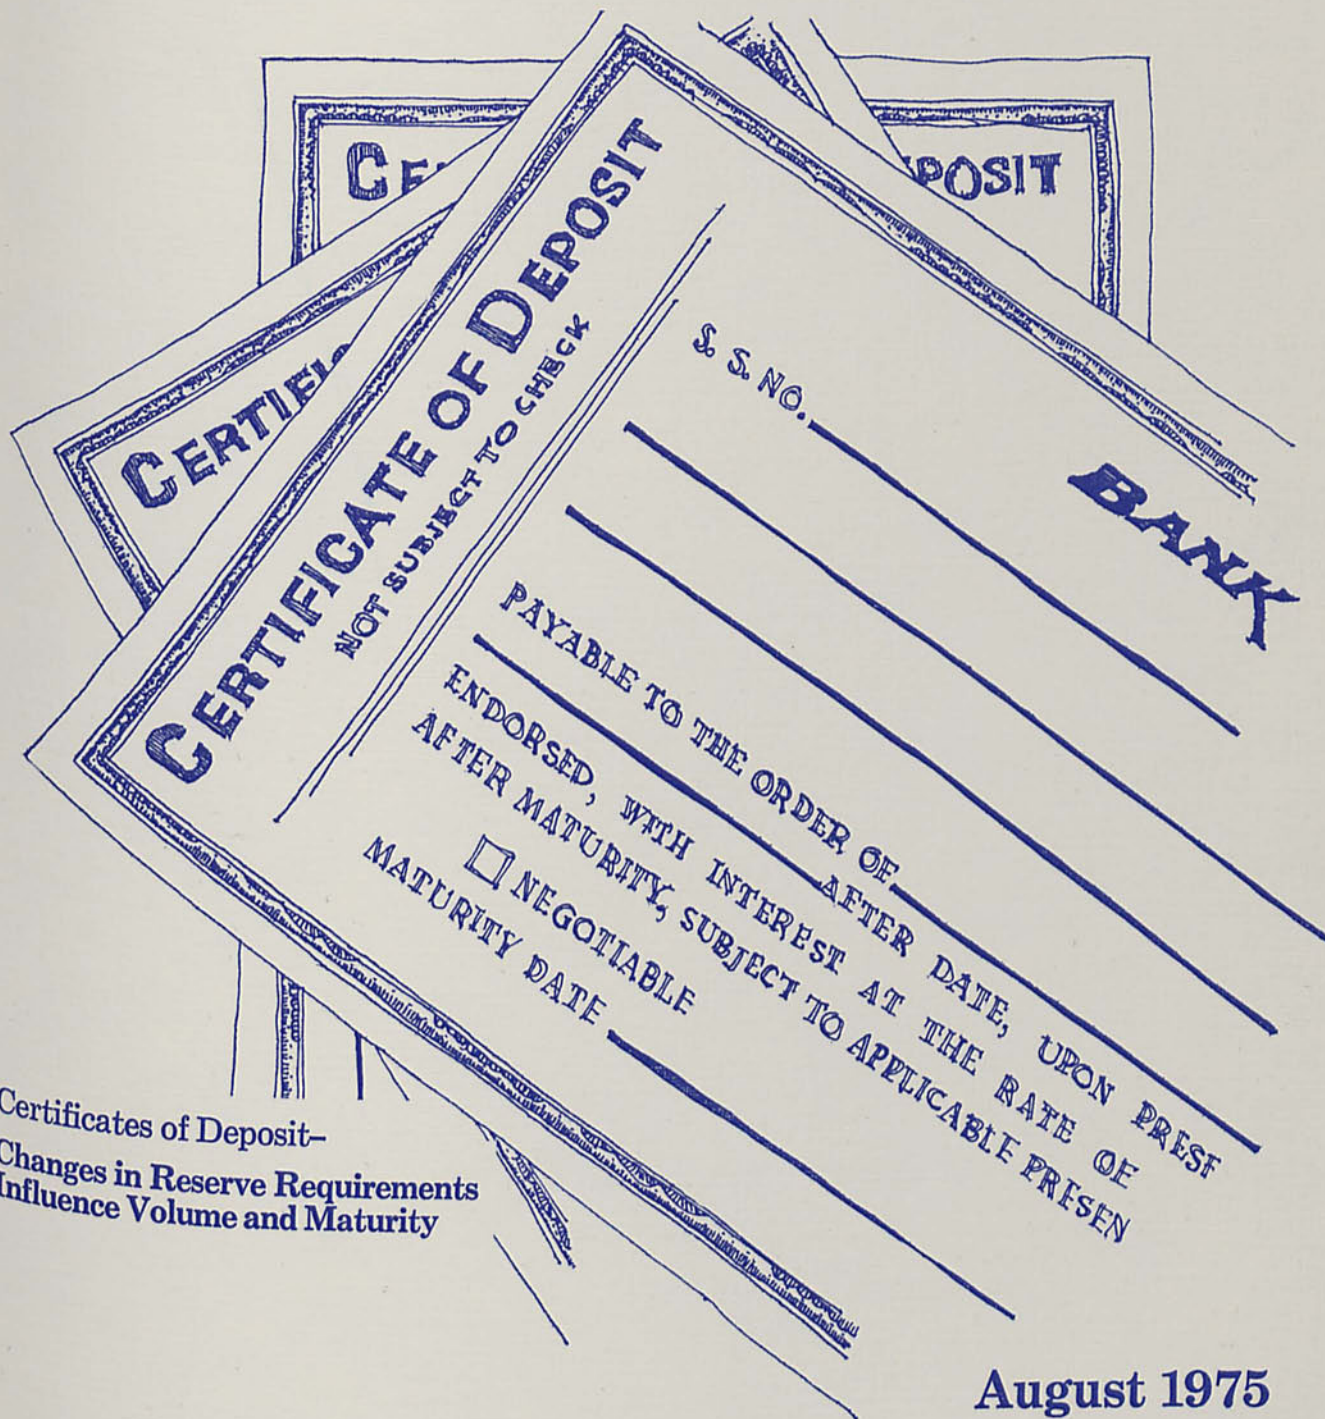 CE
POSIT
CERTIFIC
CERTIFICATE OF DEPOSIT
NOT SUBJECT TO CHECK
BANK
S. S. NO.
PAYABLE TO THE ORDER OF
AFTER DATE, UPON PRESE
ENDORSED, WITH INTEREST AT THE RATE OF
AFTER MATURITY, SUBJECT TO APPLICABLE PRESEN
NEGOTIABLE
MATURITY DATE
Certificates of Deposit–
Changes in Reserve Requirements
Influence Volume and Maturity
August 1975